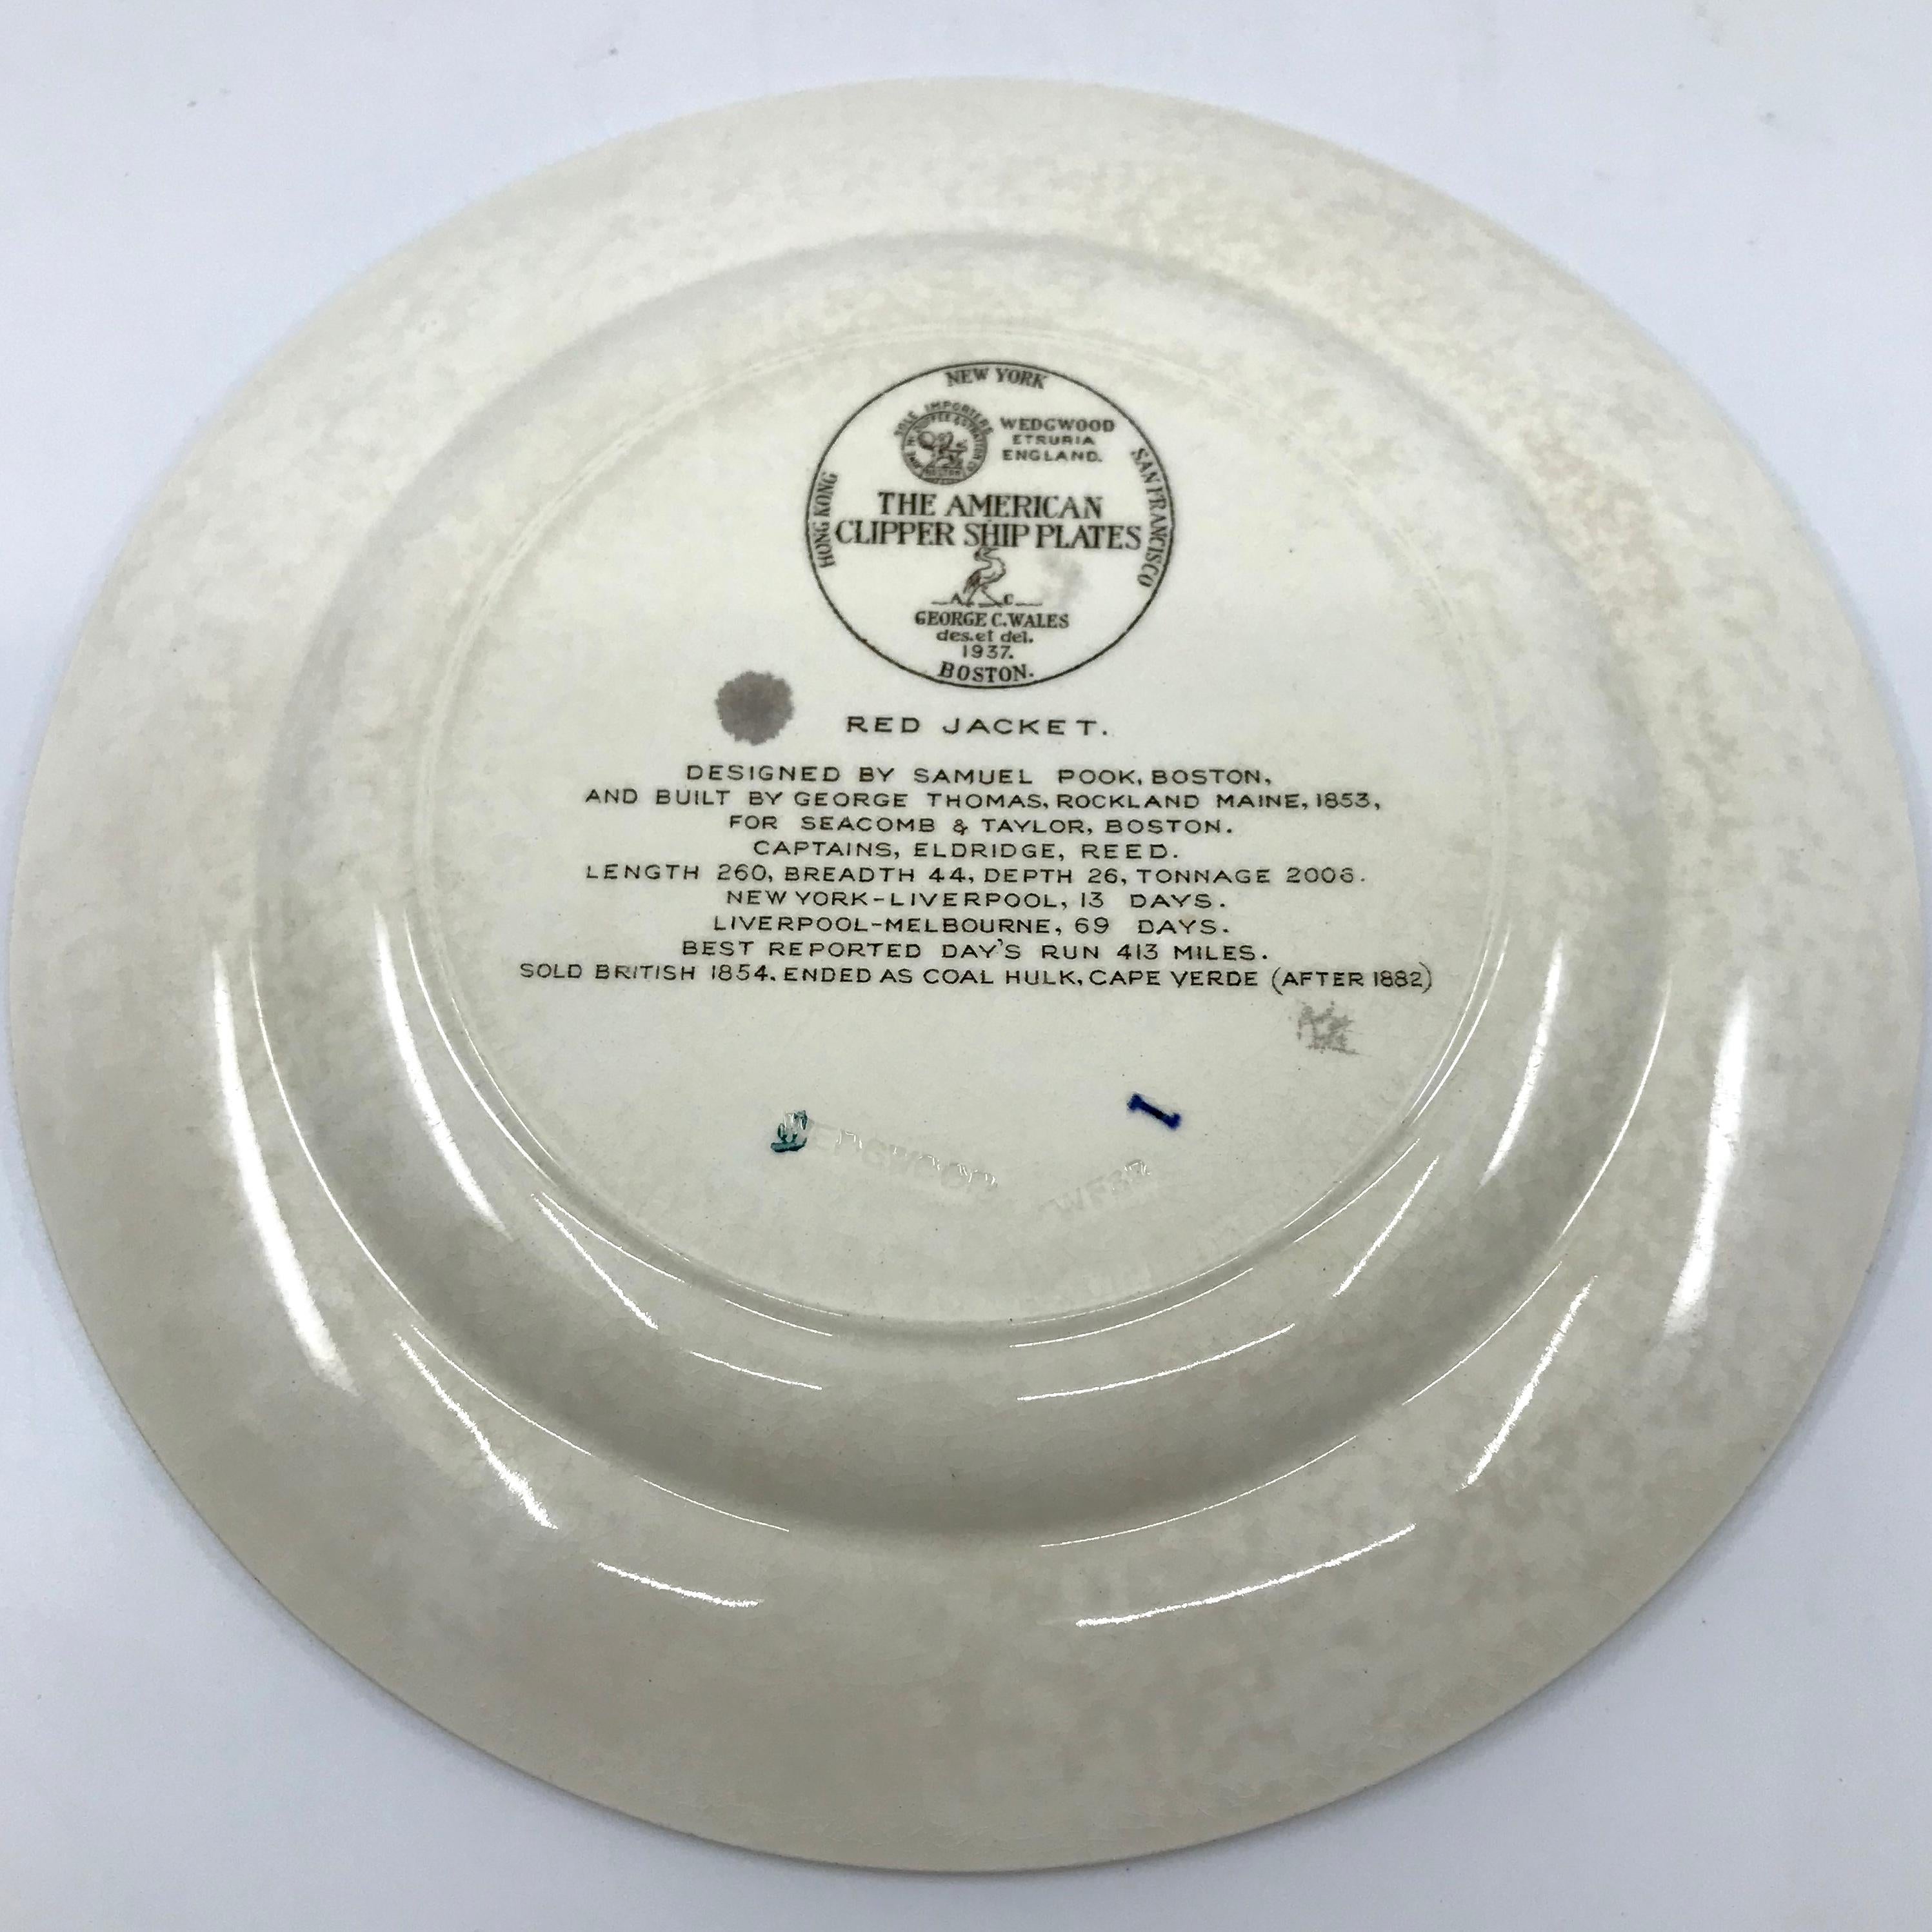 NEW YORK
SOLE IMPORTERS
WEDGWOOD
ETRURIA
ENGLAND.
HONG KONG
SAN FRANCISCO
THE AMERICAN
CLIPPER SHIP PLATES
A C
GEORGE C. WALES
des. et del.
1937.
BOSTON.
RED JACKET.
DESIGNED BY SAMUEL POOK, BOSTON,
AND BUILT BY GEORGE THOMAS, ROCKLAND MAINE, 1853,
FOR SEACOMB & TAYLOR, BOSTON.
CAPTAINS, ELDRIDGE, REED.
LENGTH 260, BREADTH 44, DEPTH 26, TONNAGE 2006.
NEW YORK-LIVERPOOL, 13 DAYS.
LIVERPOOL-MELBOURNE, 69 DAYS.
BEST REPORTED DAY'S RUN 413 MILES.
SOLD BRITISH 1854. ENDED AS COAL HULK, CAPE VERDE (AFTER 1882)
I
WEDGWOOD